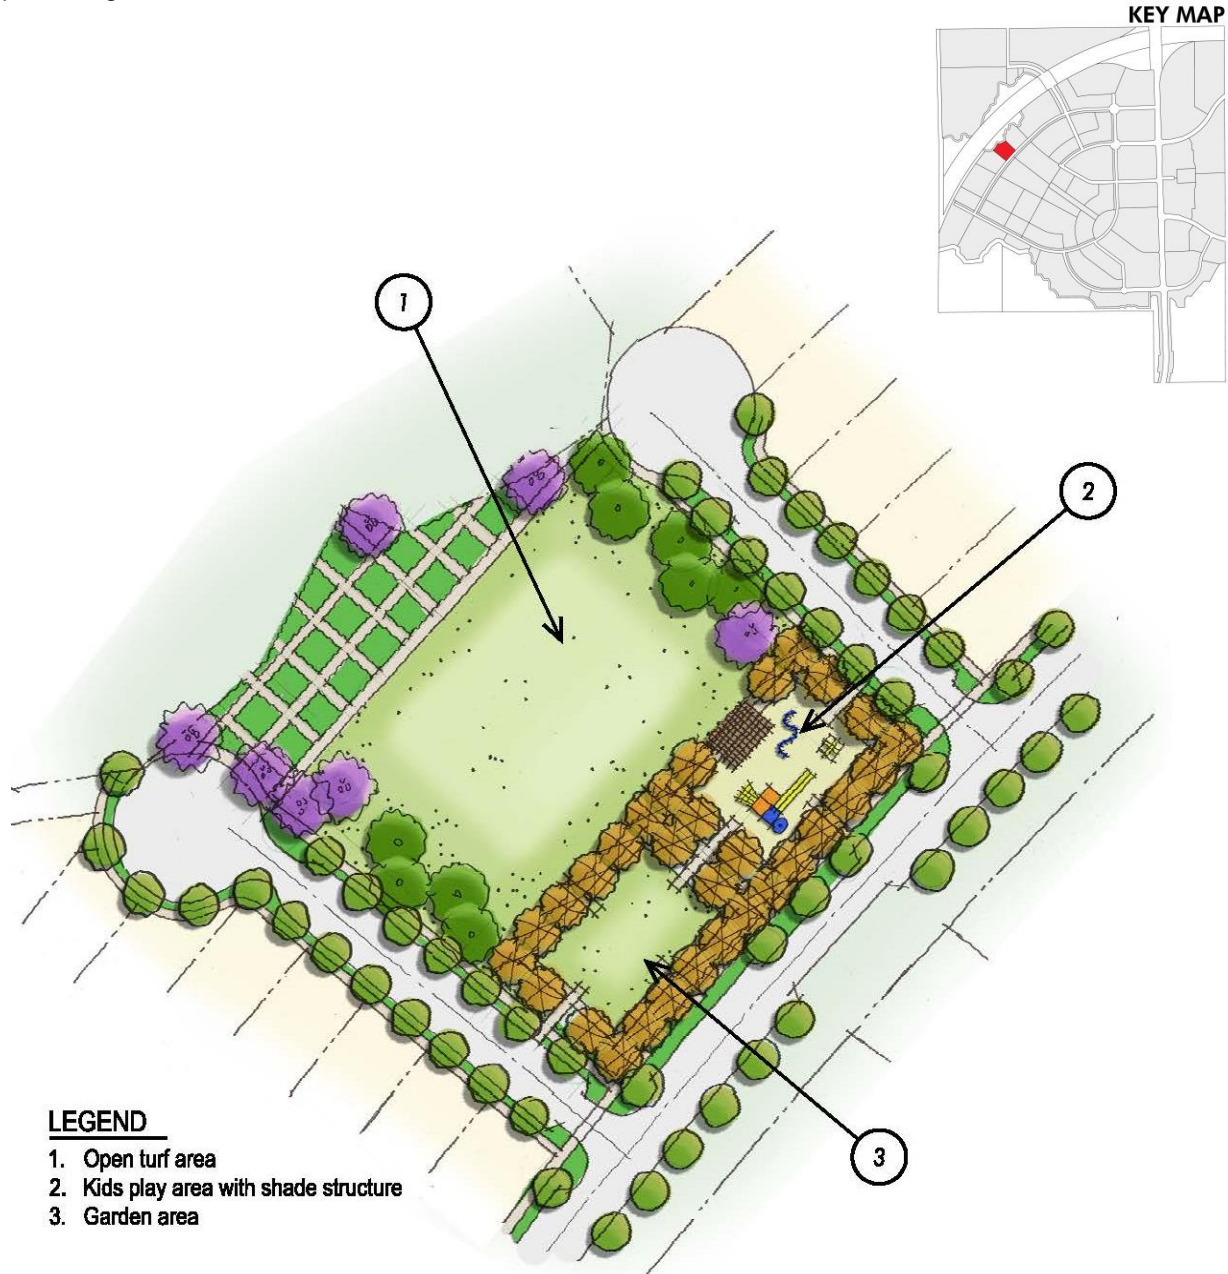 KEY MAP
1
2
3
LEGEND
1. Open turf area
2. Kids play area with shade structure
3. Garden area